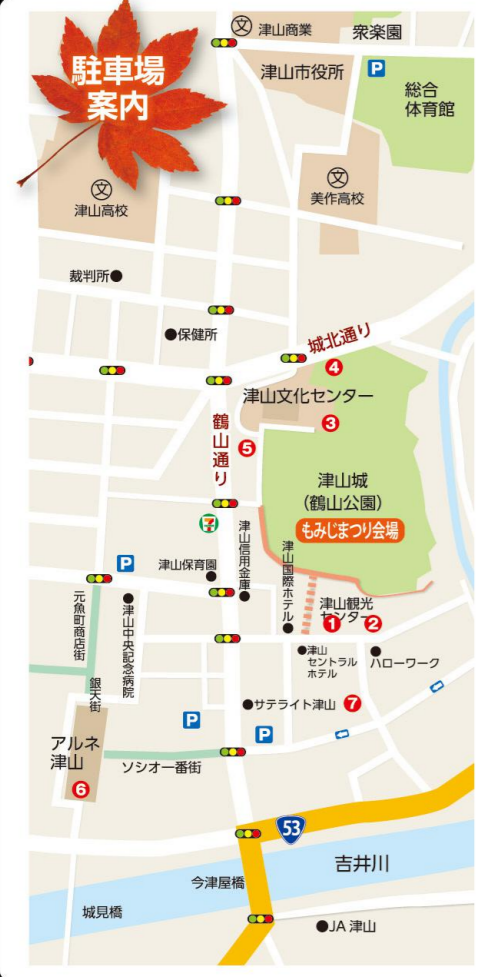 駐車場
案内
文
津山商業
衆楽園
津山市役所
P
総合
体育館
文
津山高校
文
美作高校
裁判所
保健所
城北通り
4
津山文化センター
3
鶴山通り
5
津山城
(鶴山公園)
もみじまつり会場
7
津山信用金庫
津山国際ホテル
P
津山保育園
元魚町商店街
津山中央記念病院
津山観光
センター
1
2
津山
セントラル
ホテル
ハローワーク
銀天街
サテライト津山
7
P
P
アルネ
津山
6
ソシオ一番街
53
吉井川
今津屋橋
城見橋
JA 津山